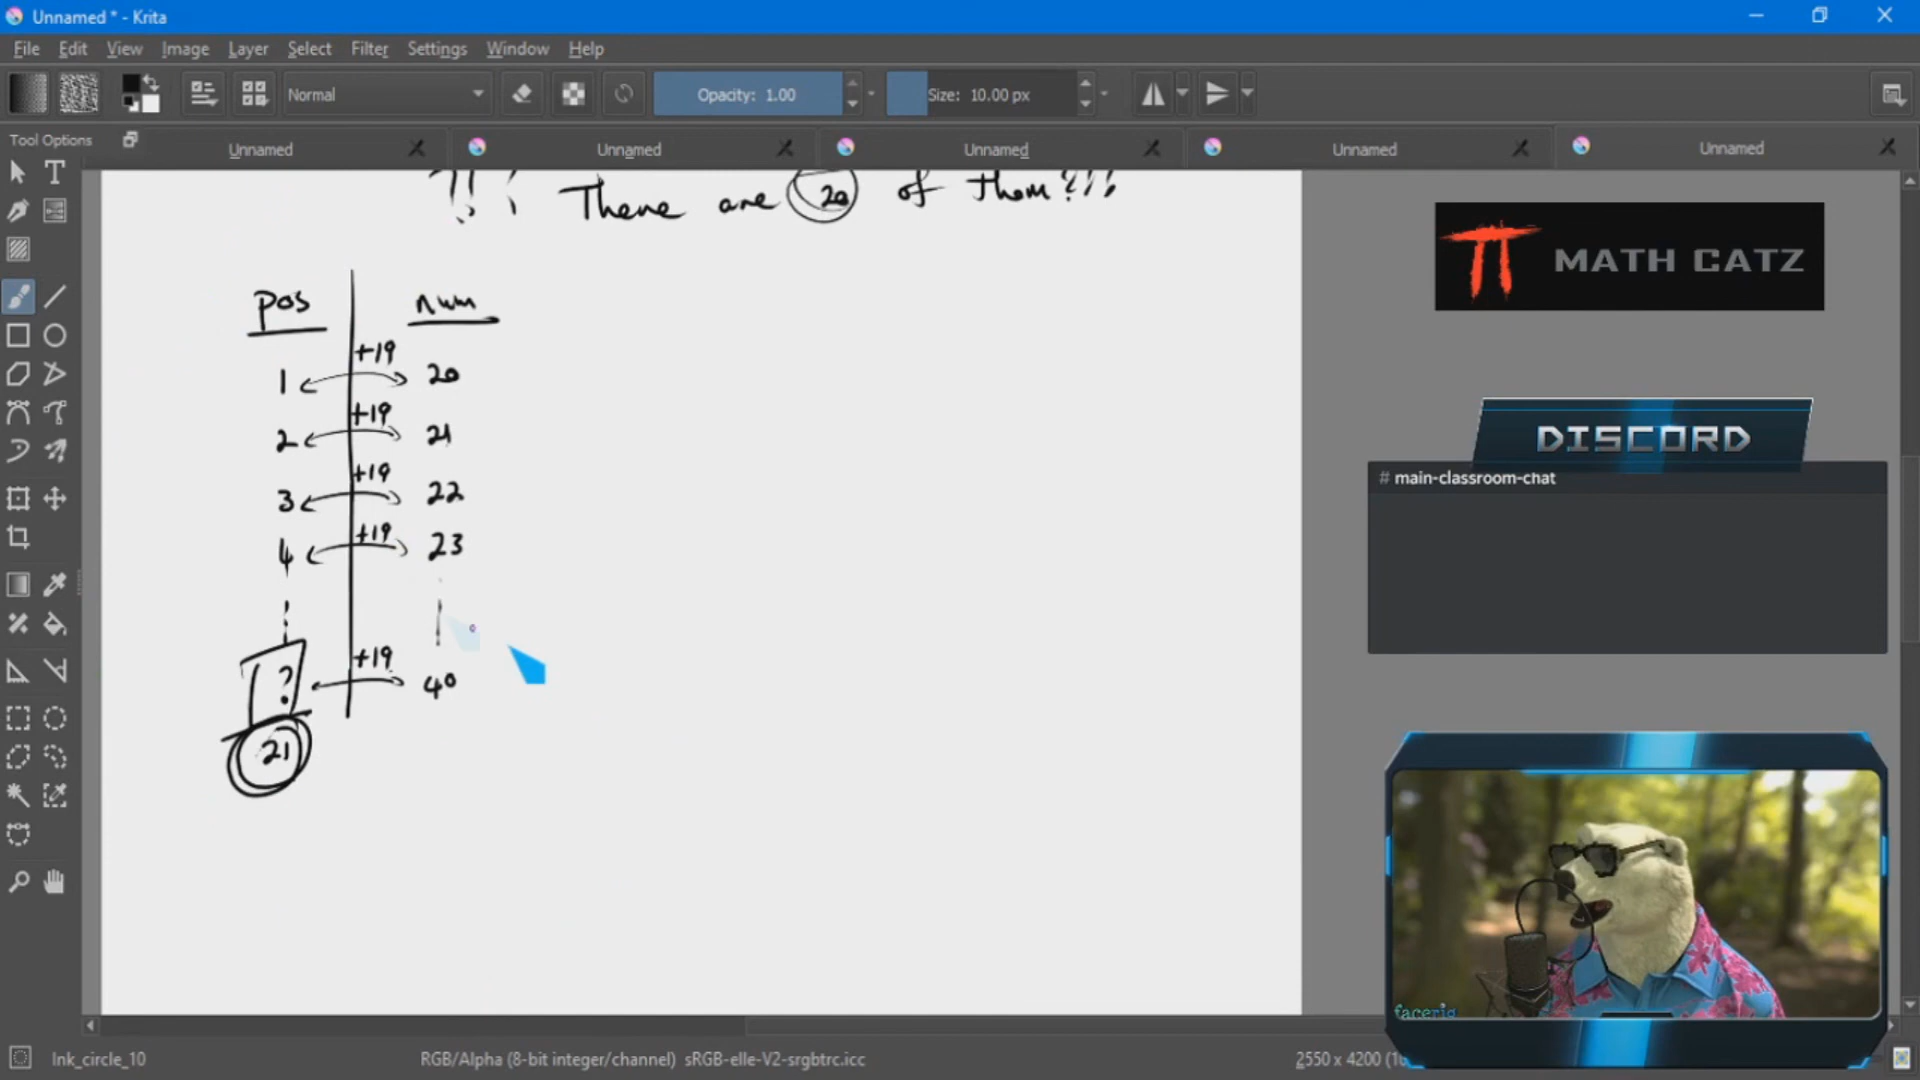 Unnamed * - Krita
File Edit View Image Layer Select Filter Settings Window Help
Normal Opacity: 1.00 Size: 10.00 px
Tool Options Unnamed Unnamed Unnamed Unnamed Unnamed
There are 20 of them???
pos num
1 +19 20
2 +19 21
3 +19 22
4 +19 23
? +19 40
21
π MATH CATZ
DISCORD
# main-classroom-chat
facerig
Ink_circle_10 RGB/Alpha (8-bit integer/channel) sRGB-elle-V2-srgbtrc.icc 2550 x 4200 (10